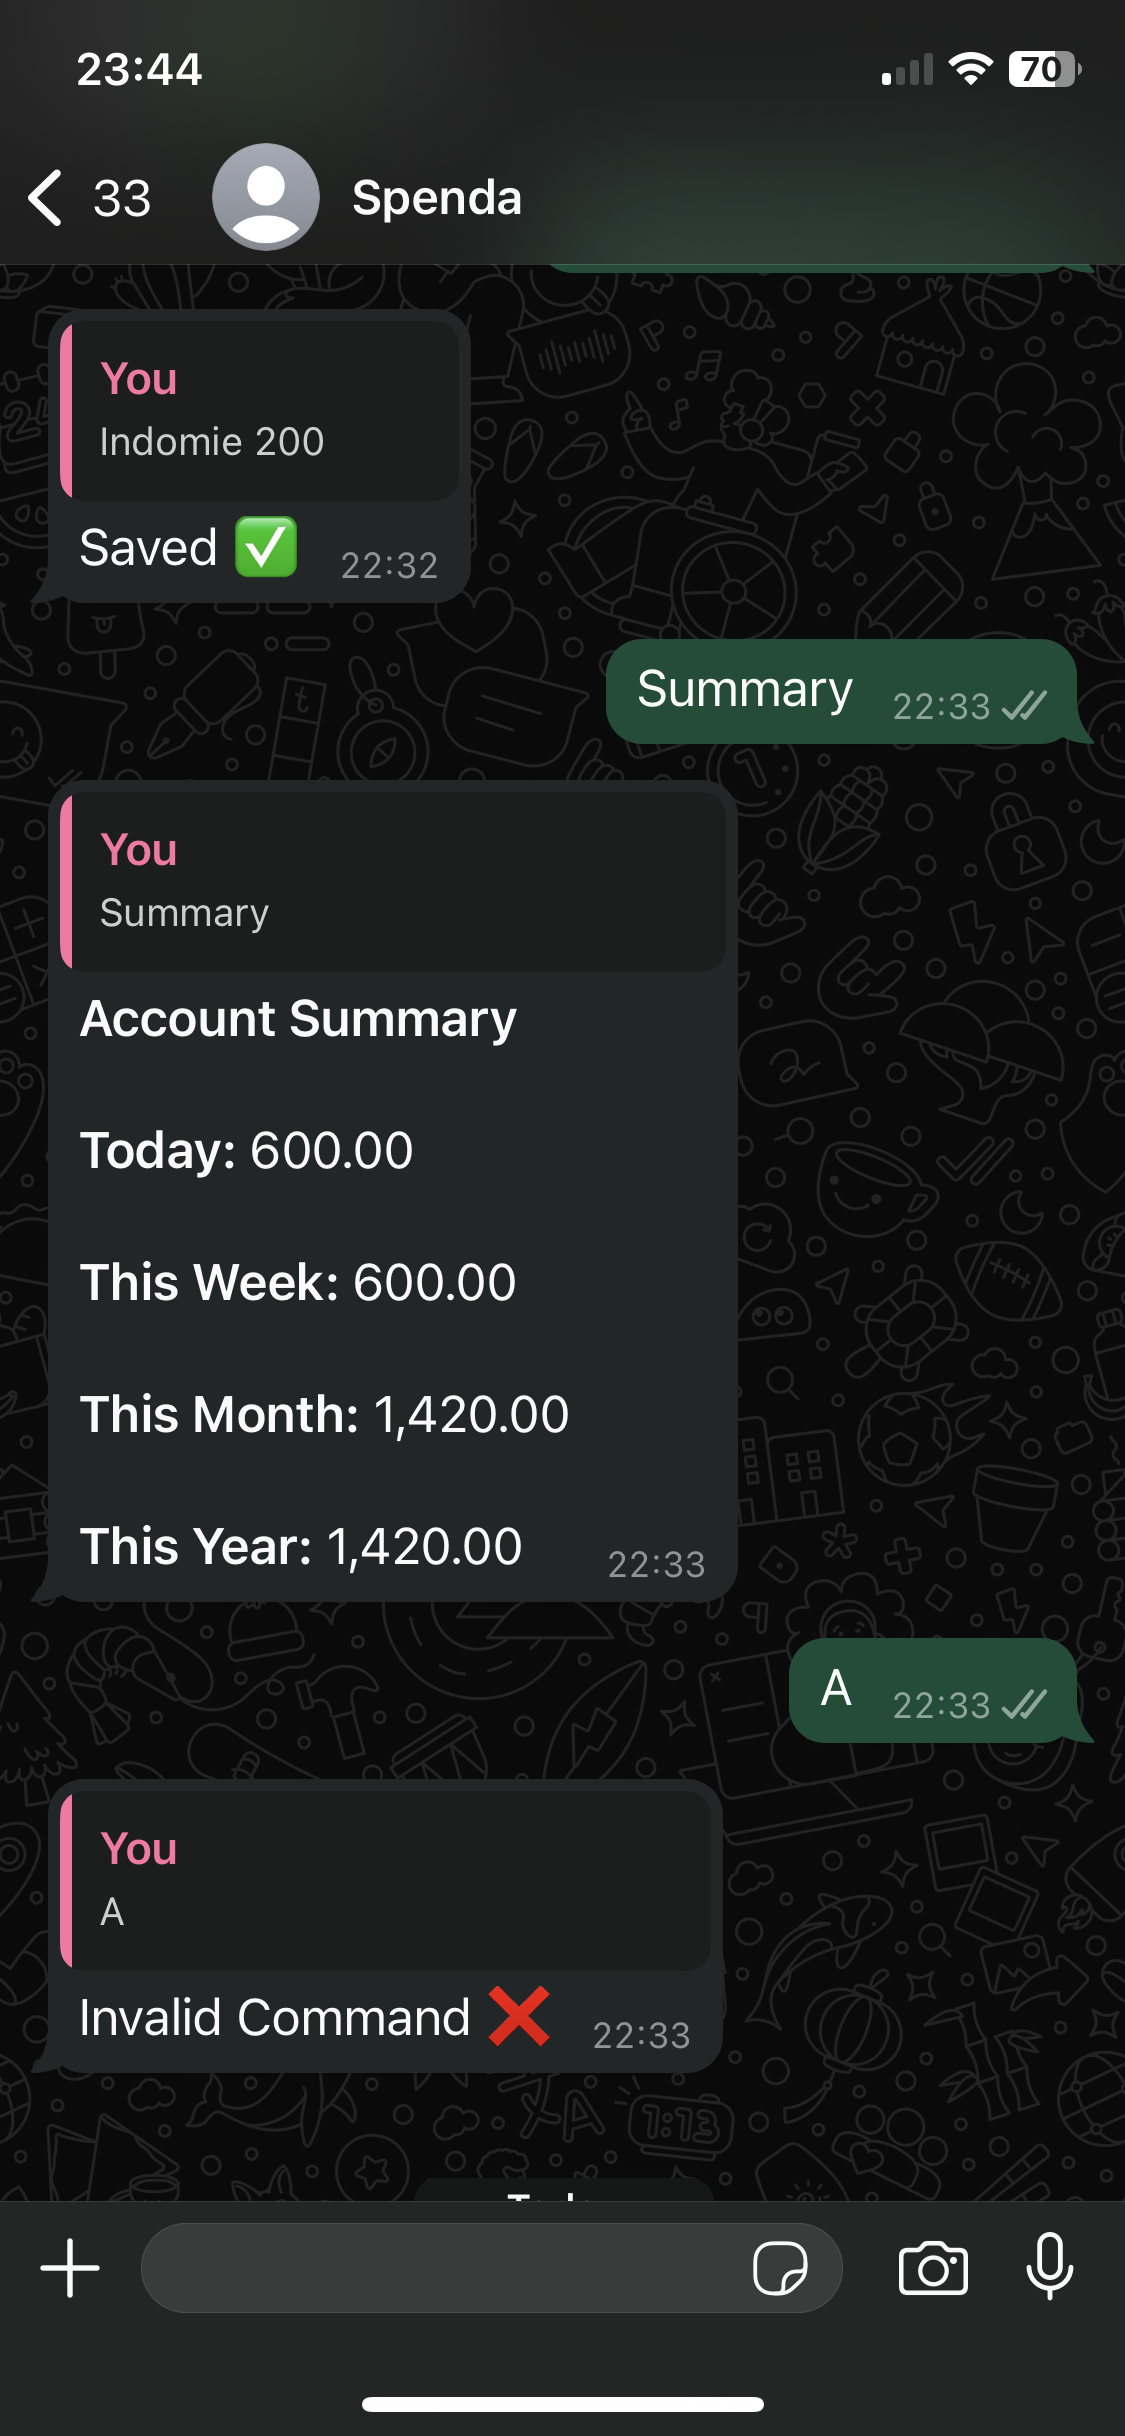 23:44
70
33
Spenda
You
Indomie 200
Saved ✅
22:32
Summary
22:33
You
Summary
Account Summary
Today: 600.00
This Week: 600.00
This Month: 1,420.00
This Year: 1,420.00
22:33
A
22:33
You
A
Invalid Command ❌
22:33